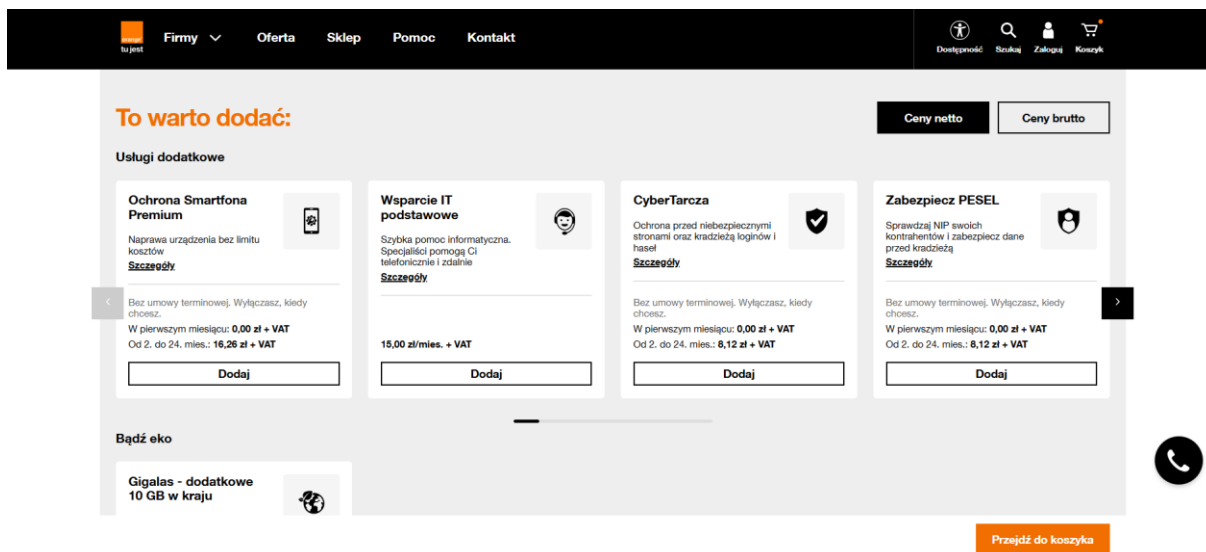 orange
tu jest
Firmy
Oferta
Sklep
Pomoc
Kontakt
Dostępność
Szukaj
Zaloguj
Koszyk
To warto dodać:
Ceny netto
Ceny brutto
Usługi dodatkowe
Ochrona Smartfona
Premium
Naprawa urządzenia bez limitu
kosztów
Szczegóły
Bez umowy terminowej. Wyłączasz, kiedy
chcesz.
W pierwszym miesiącu: 0,00 zł + VAT
Od 2. do 24. mies.: 16,26 zł + VAT
Dodaj
Wsparcie IT
podstawowe
Szybka pomoc informatyczna.
Specjaliści pomogą Ci
telefonicznie i zdalnie
Szczegóły
15,00 zł/mies. + VAT
Dodaj
CyberTarcza
Ochrona przed niebezpiecznymi
stronami oraz kradzieżą loginów i
haseł
Szczegóły
Bez umowy terminowej. Wyłączasz, kiedy
chcesz.
W pierwszym miesiącu: 0,00 zł + VAT
Od 2. do 24. mies.: 8,12 zł + VAT
Dodaj
Zabezpiecz PESEL
Sprawdzaj NIP swoich
kontrahentów i zabezpiecz dane
przed kradzieżą
Szczegóły
Bez umowy terminowej. Wyłączasz, kiedy
chcesz.
W pierwszym miesiącu: 0,00 zł + VAT
Od 2. do 24. mies.: 8,12 zł + VAT
Dodaj
Bądź eko
Gigalas - dodatkowe
10 GB w kraju
Przejdź do koszyka